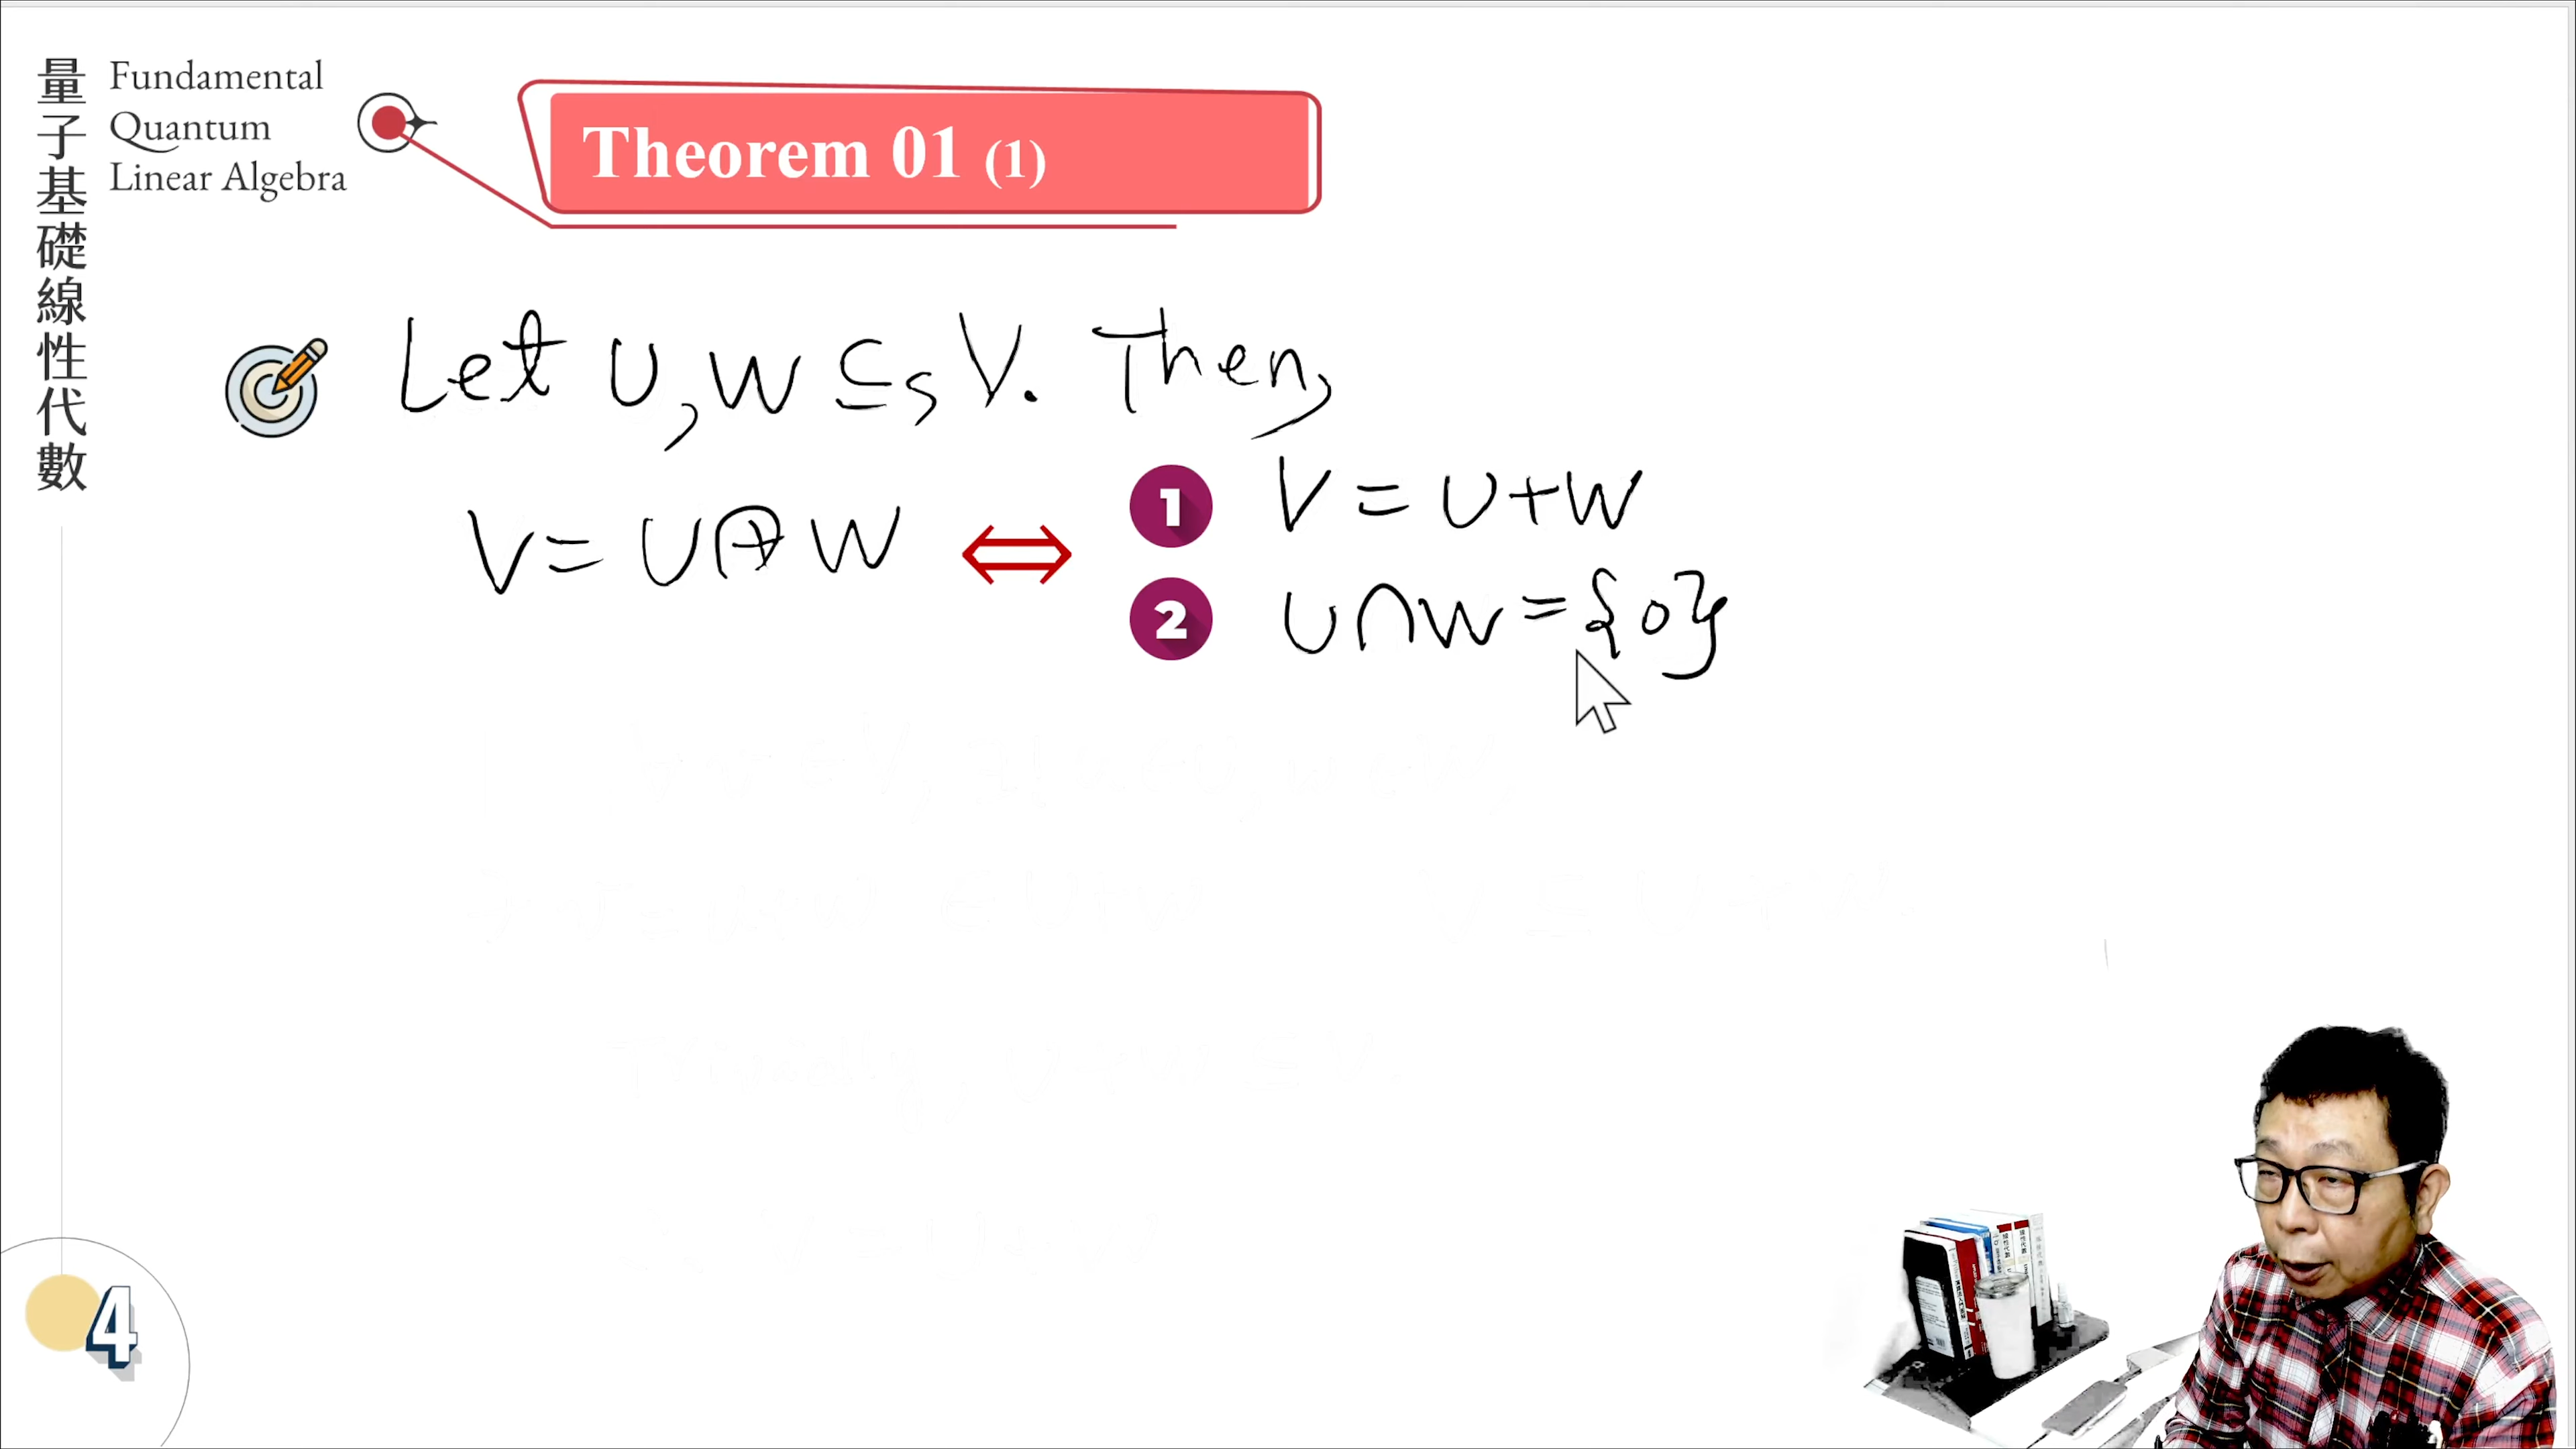 量子基礎線性代數
Fundamental
Quantum
Linear Algebra
Theorem 01 (1)
Let U, W ⊆s V. Then,
V = U ⊕ W ⇔
1 V = U + W
2 U ∩ W = {0}
4